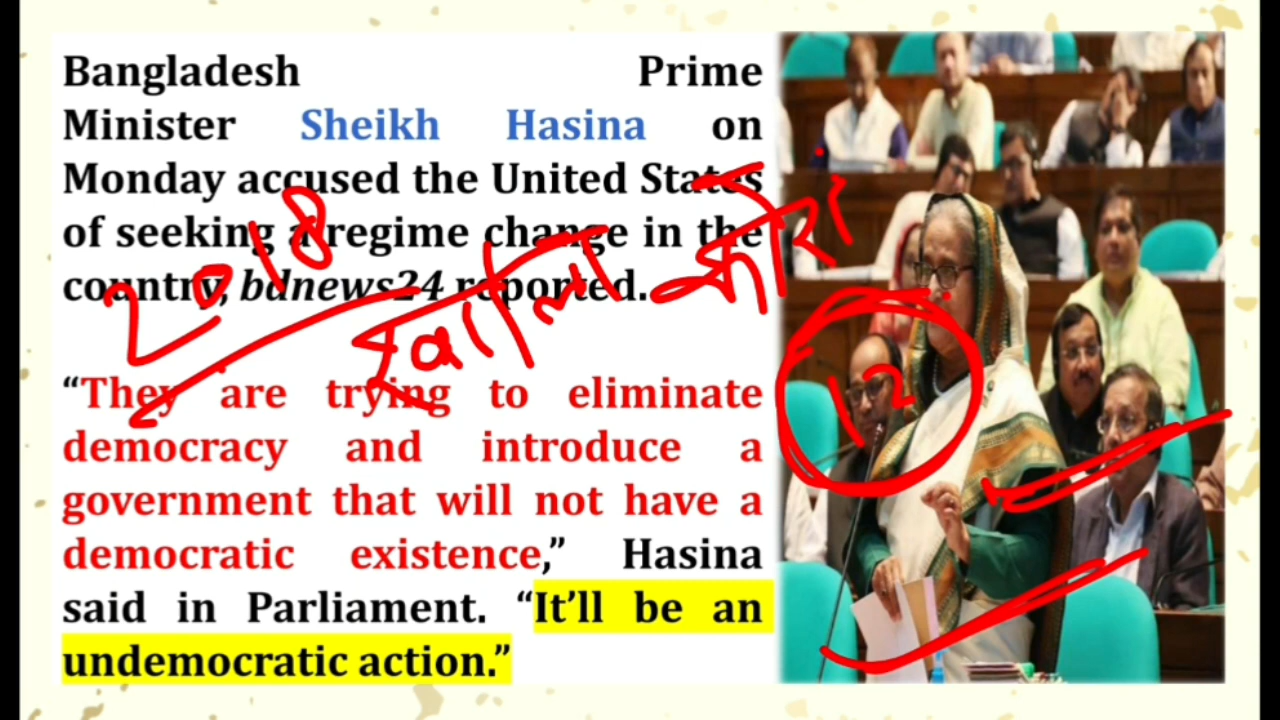 Bangladesh Prime
Minister Sheikh Hasina on
Monday accused the United States
of seeking a regime change in the
country, bdnews24 reported.
2018
12
“They are trying to eliminate
democracy and introduce a
government that will not have a
democratic existence,” Hasina
said in Parliament. “It’ll be an
undemocratic action.”